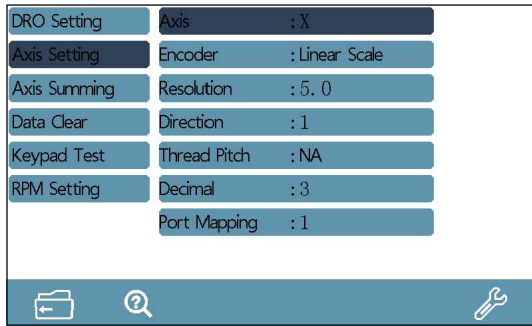 DRO Setting
Axis Setting
Axis Summing
Data Clear
Keypad Test
RPM Setting
Axis :X
Encoder :Linear Scale
Resolution :5.0
Direction :1
Thread Pitch :NA
Decimal :3
Port Mapping :1